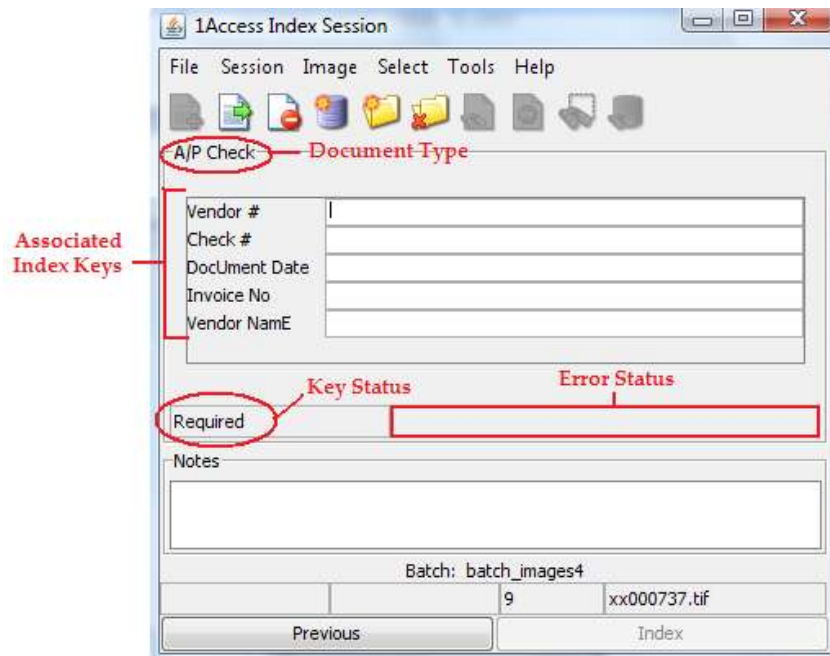 1Access Index Session
File Session Image Select Tools Help
A/P Check Document Type
Associated
Index Keys
Vendor #
Check #
DocUment Date
Invoice No
Vendor NamE
Key Status Error Status
Required
Notes
Batch: batch_images4
9 xx000737.tif
Previous Index